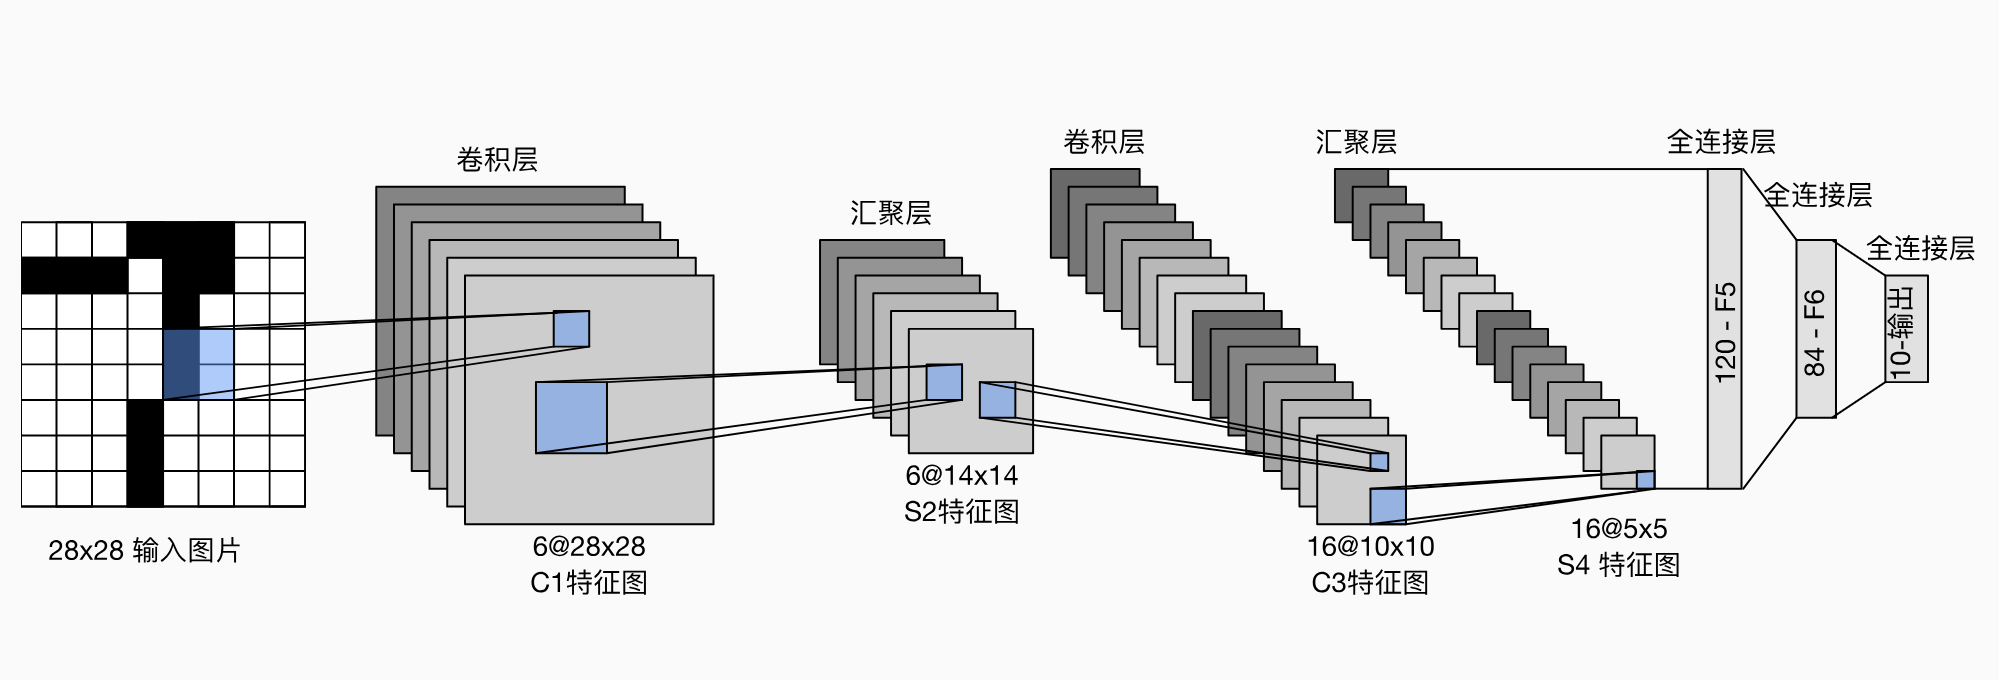 卷积层
汇聚层
卷积层
汇聚层
全连接层
全连接层
全连接层
28x28 输入图片
6@28x28
C1特征图
6@14x14
S2特征图
16@10x10
C3特征图
16@5x5
S4 特征图
120 - F5
84 - F6
10-输出